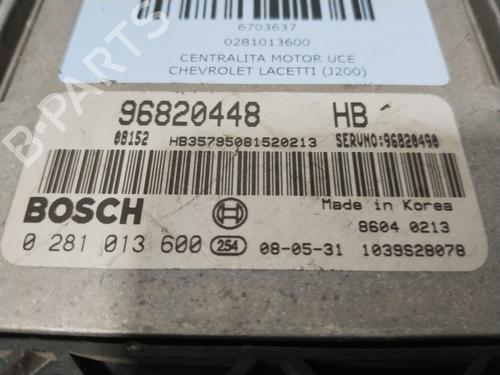 6703637
0281013600
CENTRALITA MOTOR UCE
CHEVROLET LACETTI (J200)
B-PARTS
96820448 HB
08152 HB35795081520213 SERVNO:96820490
BOSCH
Made in Korea
8604 0213
0 281 013 600 254 08-05-31 1039S28078